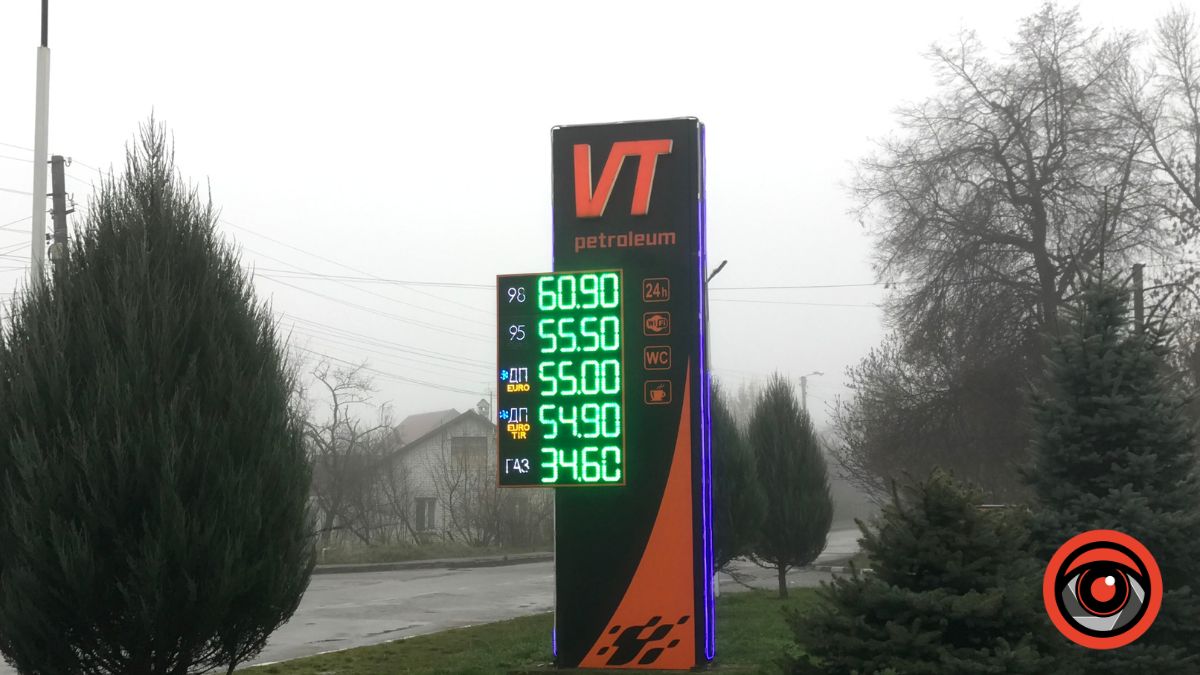 VT
petroleum
98 60.90
95 55.50
ДП EURO 55.00
ДП EURO TIR 54.90
ГАЗ 34.60
24h
WiFi
WC